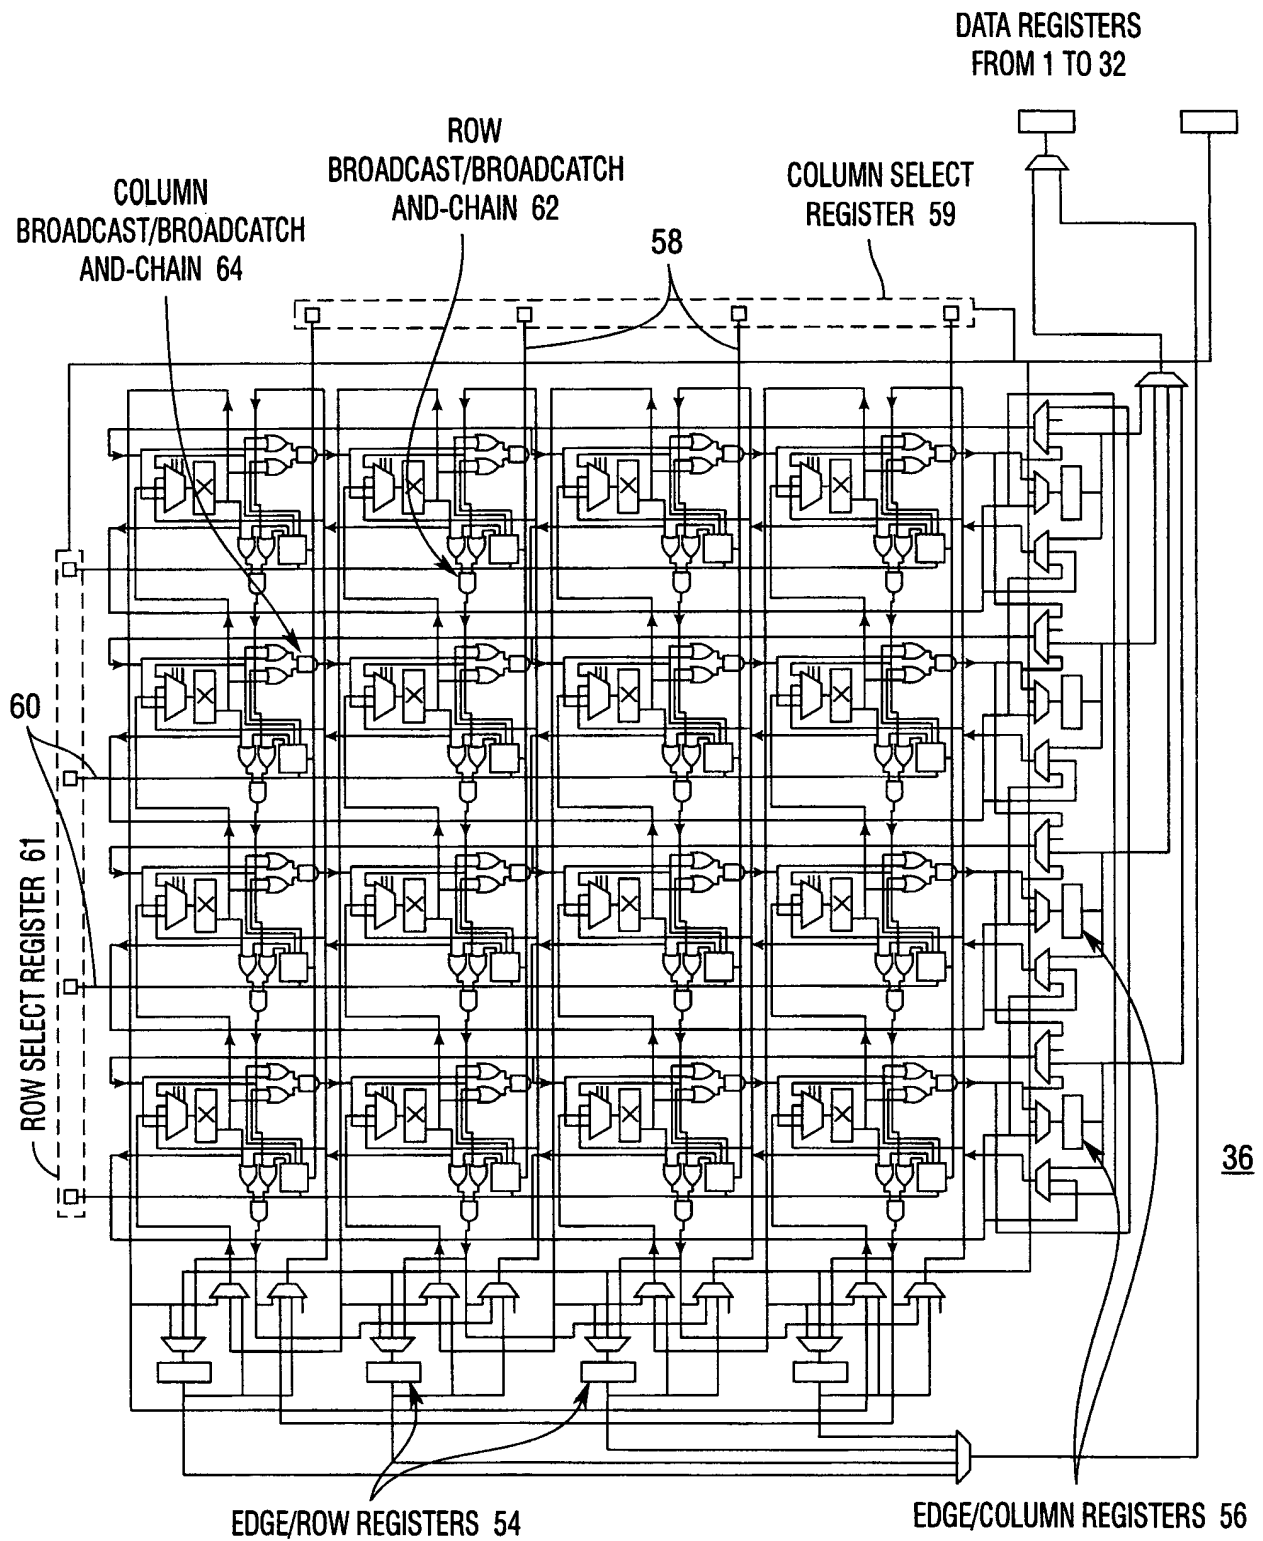 DATA REGISTERS
FROM 1 TO 32
ROW
BROADCAST/BROADCATCH
AND-CHAIN 62
COLUMN SELECT
REGISTER 59
COLUMN
BROADCAST/BROADCATCH
AND-CHAIN 64
58
60
ROW SELECT REGISTER 61
36
EDGE/ROW REGISTERS 54
EDGE/COLUMN REGISTERS 56